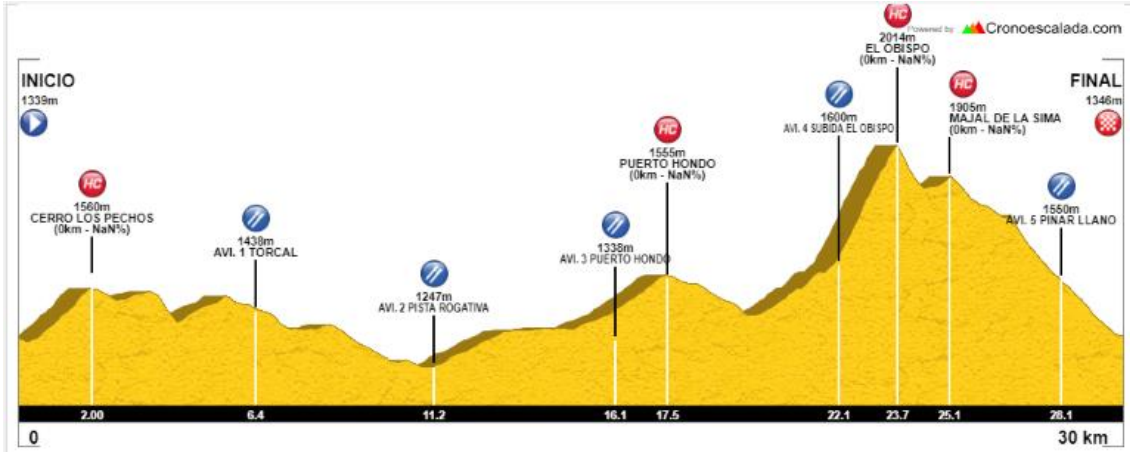 Powered by Cronoescalada.com
INICIO
1339m
HC
1560m
CERRO LOS PECHOS
(0km - NaN%)
1438m
AVI. 1 TORCAL
1247m
AVI. 2 PISTA ROGATIVA
1338m
AVI. 3 PUERTO HONDO
HC
1555m
PUERTO HONDO
(0km - NaN%)
1600m
AVI. 4 SUBIDA EL OBISPO
HC
2014m
EL OBISPO
(0km - NaN%)
HC
1905m
MAJAL DE LA SIMA
(0km - NaN%)
1550m
AVI. 5 PINAR LLANO
FINAL
1346m
2.00 6.4 11.2 16.1 17.5 22.1 23.7 25.1 28.1
0 30 km